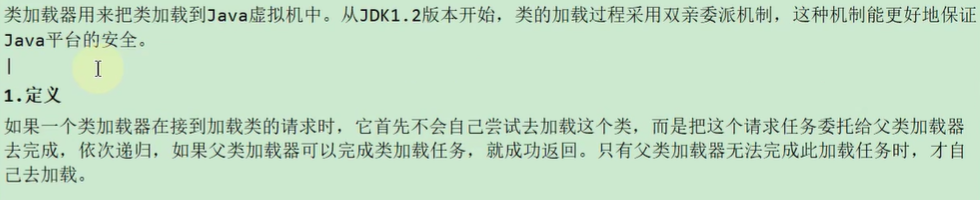 类加载器用来把类加载到Java虚拟机中。从JDK1.2版本开始，类的加载过程采用双亲委派机制，这种机制能更好地保证
Java平台的安全。
1.定义
如果一个类加载器在接到加载类的请求时，它首先不会自己尝试去加载这个类，而是把这个请求任务委托给父类加载器
去完成，依次递归，如果父类加载器可以完成类加载任务，就成功返回。只有父类加载器无法完成此加载任务时，才自
己去加载。